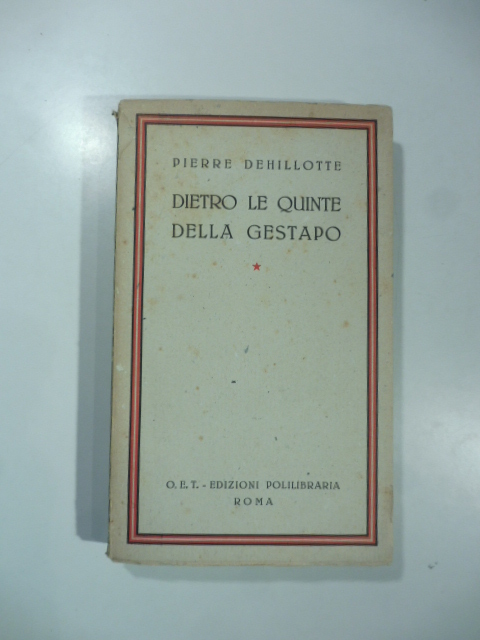 PIERRE DEHILLOTTE
DIETRO LE QUINTE
DELLA GESTAPO
O. E. T. - EDIZIONI POLILIBRARIA
ROMA